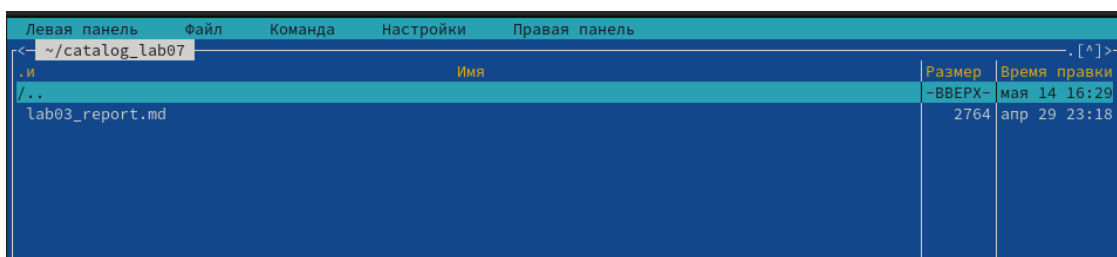 Левая панель Файл Команда Настройки Правая панель
<- ~/catalog_lab07 .[^]>
.и Имя Размер Время правки
/.. -ВВЕРХ- мая 14 16:29
lab03_report.md 2764 апр 29 23:18